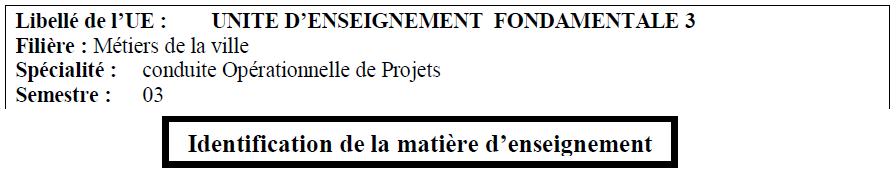 Libellé de l’UE : UNITE D’ENSEIGNEMENT FONDAMENTALE 3
Filière : Métiers de la ville
Spécialité : conduite Opérationnelle de Projets
Semestre : 03
Identification de la matière d’enseignement